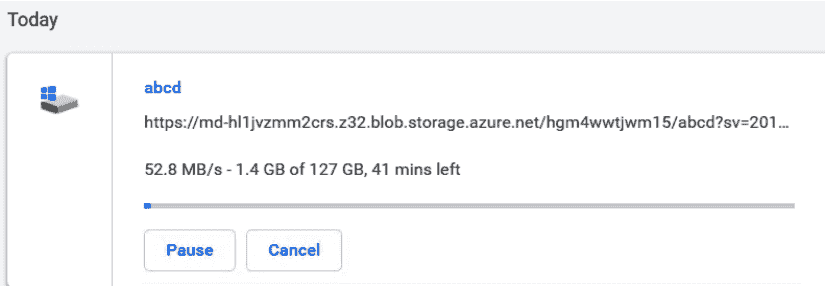 Today
abcd
https://md-hl1jvzmm2crs.z32.blob.storage.azure.net/hgm4wwtjwm15/abcd?sv=201...
52.8 MB/s - 1.4 GB of 127 GB, 41 mins left
Pause
Cancel